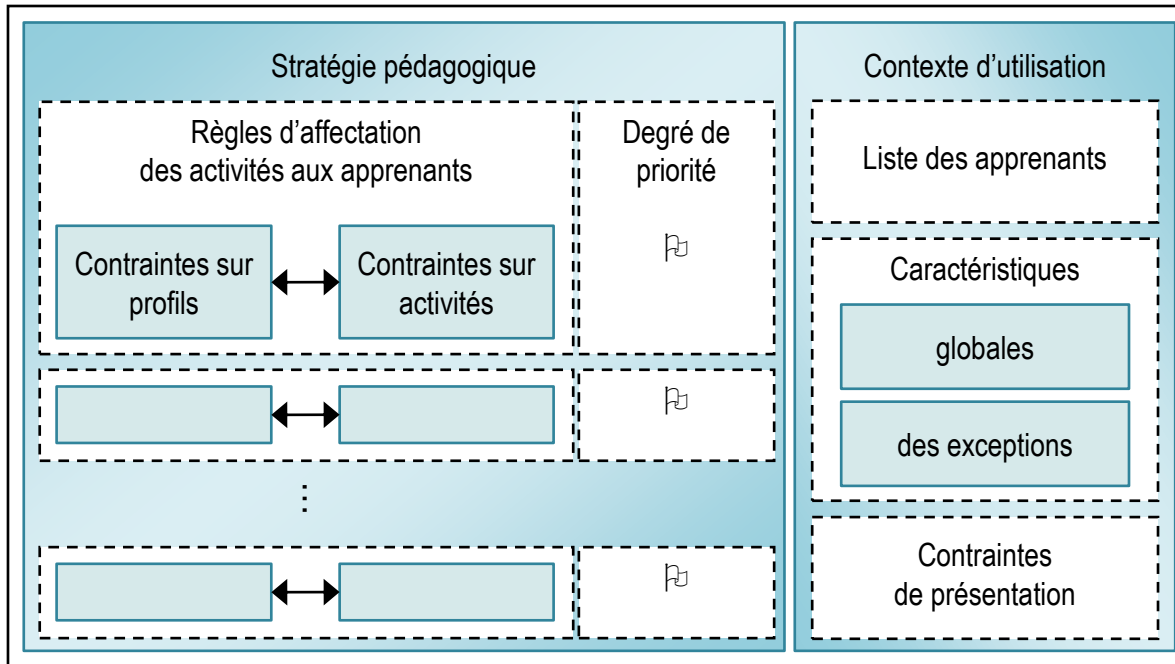 Stratégie pédagogique
Règles d’affectation
des activités aux apprenants
Degré de
priorité
Contraintes sur
profils
Contraintes sur
activités
⋮
Contexte d’utilisation
Liste des apprenants
Caractéristiques
globales
des exceptions
Contraintes
de présentation